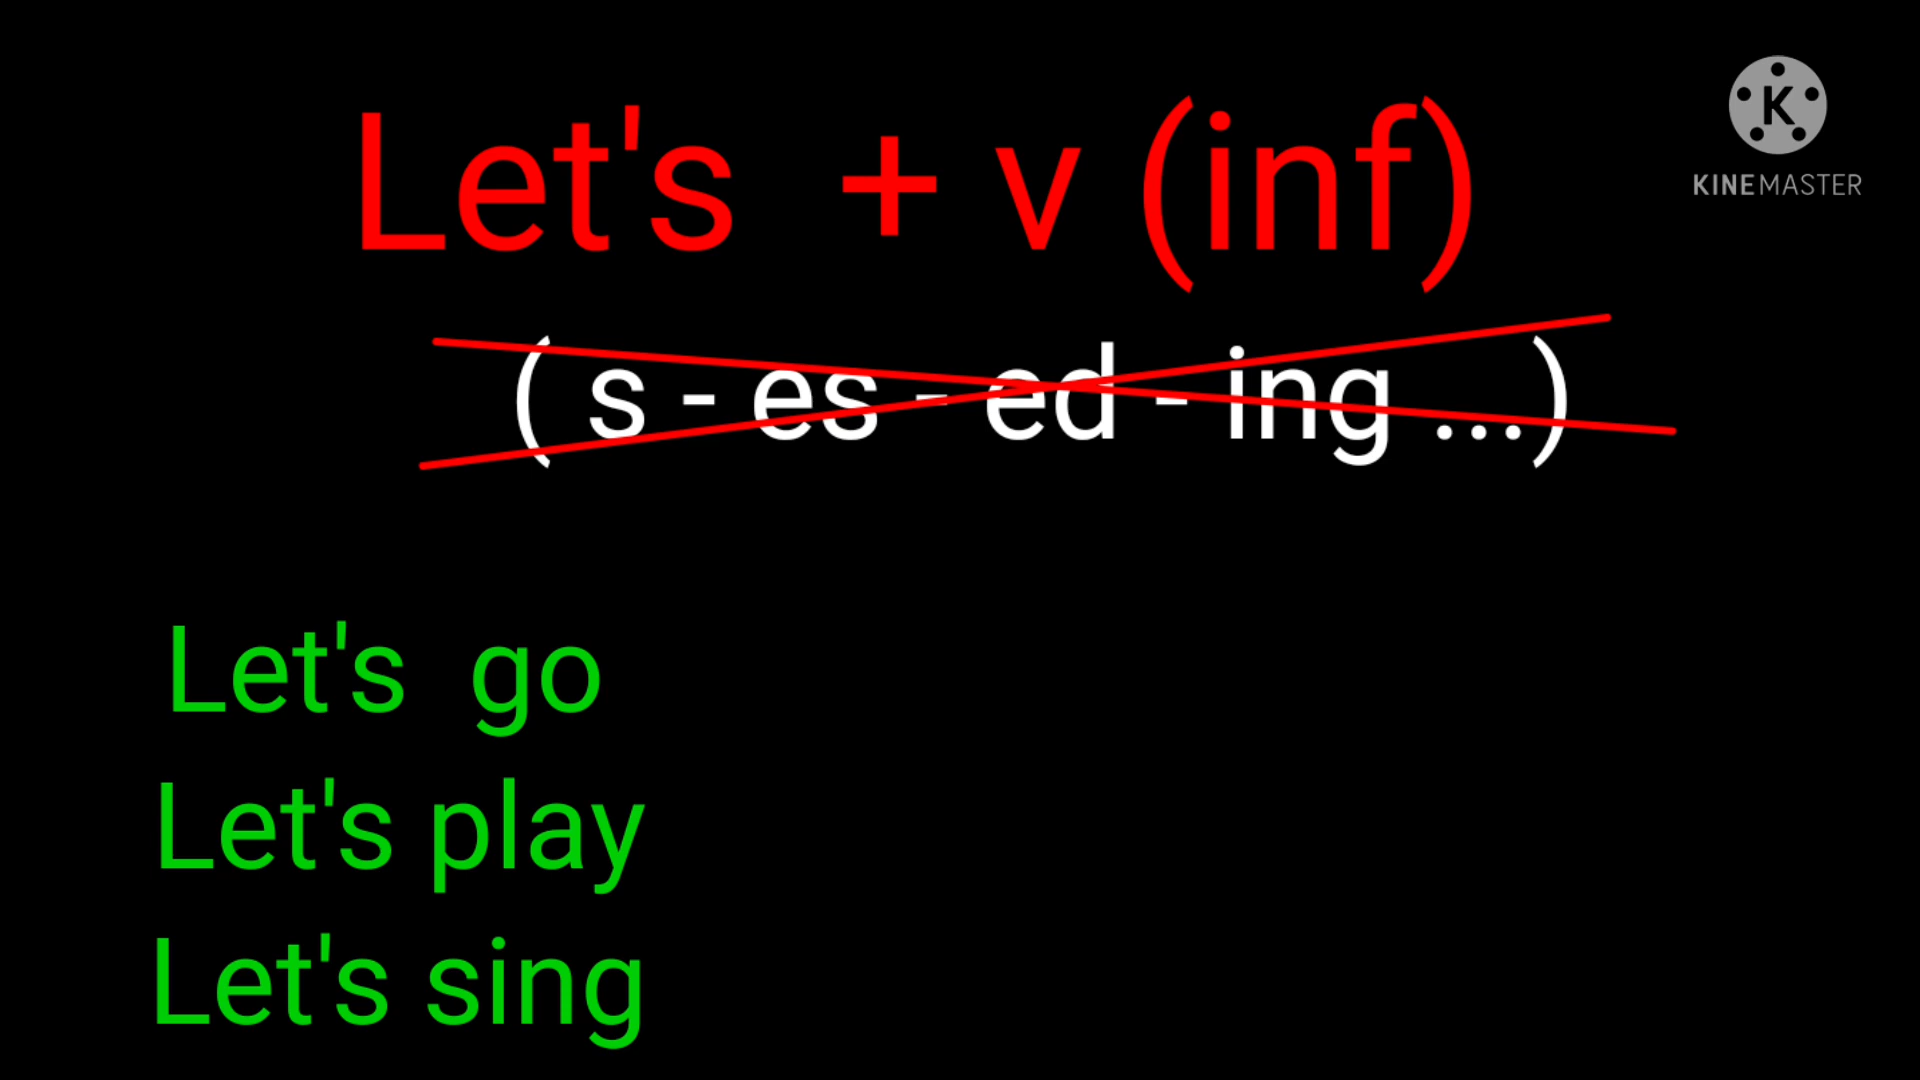 Let's + v (inf)
K
KINEMASTER
( s - es - ed - ing ...)
Let's go
Let's play
Let's sing